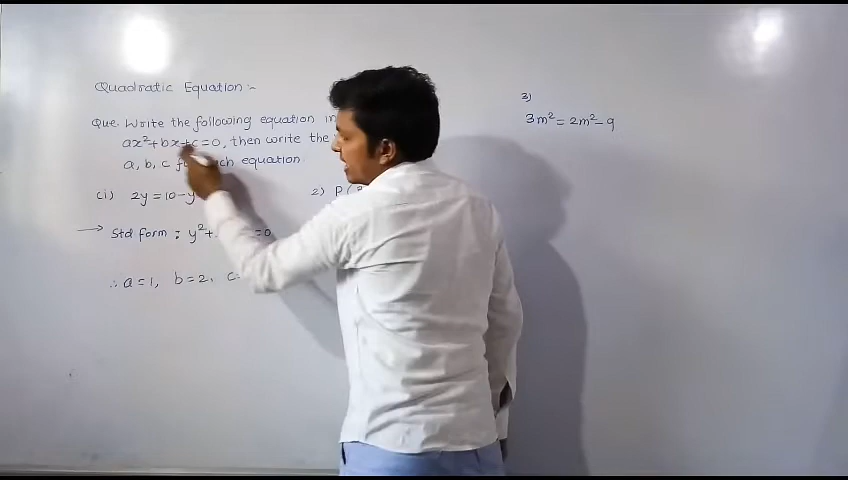 Quadratic Equation :-
Que. Write the following equation in
ax²+bx+c=0, then write the
a, b, c each equation
(i) 2y = 10-y
→ Std form : y²+ =0
∴ a=1, b=2, c=
2) P(
3)
3m² = 2m²-9